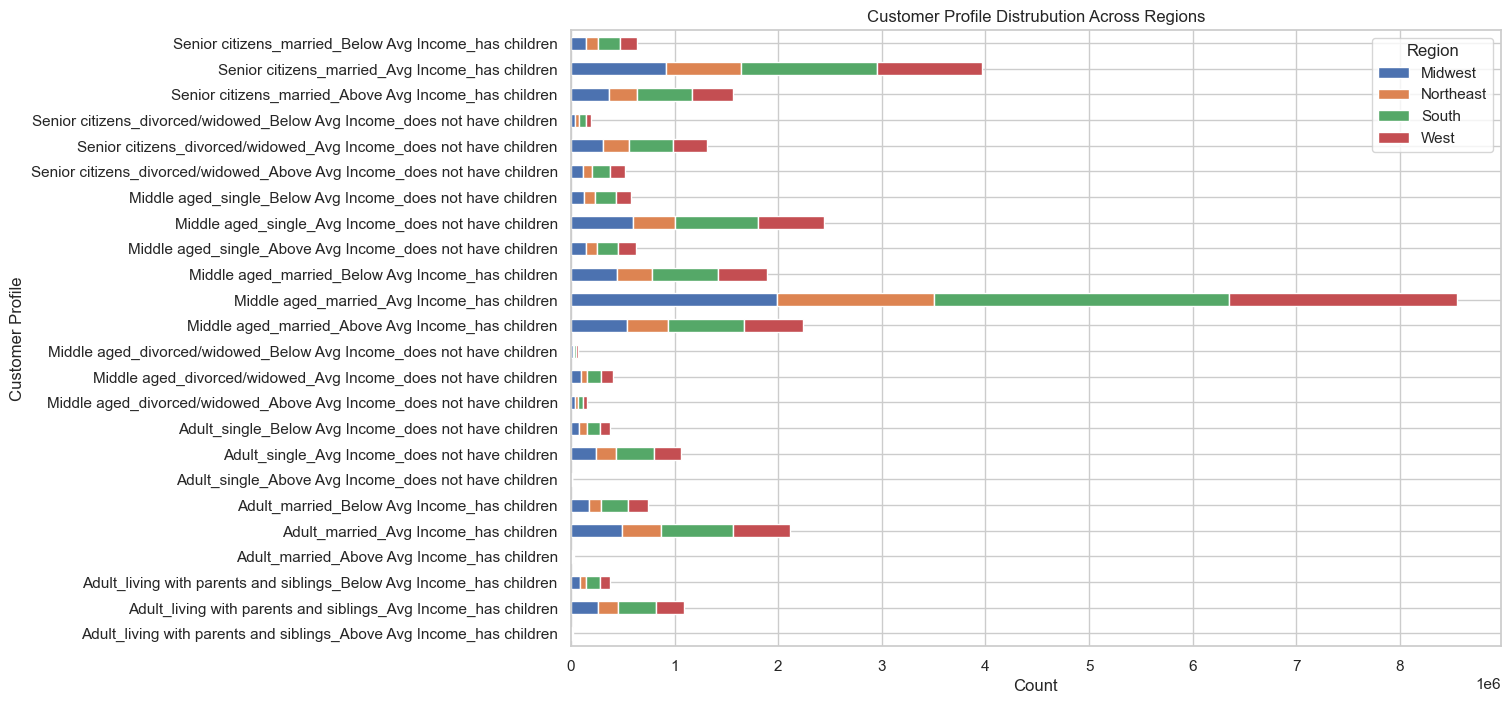 Customer Profile Distrubution Across Regions
Customer Profile
Senior citizens_married_Below Avg Income_has children
Senior citizens_married_Avg Income_has children
Senior citizens_married_Above Avg Income_has children
Senior citizens_divorced/widowed_Below Avg Income_does not have children
Senior citizens_divorced/widowed_Avg Income_does not have children
Senior citizens_divorced/widowed_Above Avg Income_does not have children
Middle aged_single_Below Avg Income_does not have children
Middle aged_single_Avg Income_does not have children
Middle aged_single_Above Avg Income_does not have children
Middle aged_married_Below Avg Income_has children
Middle aged_married_Avg Income_has children
Middle aged_married_Above Avg Income_has children
Middle aged_divorced/widowed_Below Avg Income_does not have children
Middle aged_divorced/widowed_Avg Income_does not have children
Middle aged_divorced/widowed_Above Avg Income_does not have children
Adult_single_Below Avg Income_does not have children
Adult_single_Avg Income_does not have children
Adult_single_Above Avg Income_does not have children
Adult_married_Below Avg Income_has children
Adult_married_Avg Income_has children
Adult_married_Above Avg Income_has children
Adult_living with parents and siblings_Below Avg Income_has children
Adult_living with parents and siblings_Avg Income_has children
Adult_living with parents and siblings_Above Avg Income_has children
Region
Midwest
Northeast
South
West
0 1 2 3 4 5 6 7 8
1e6
Count